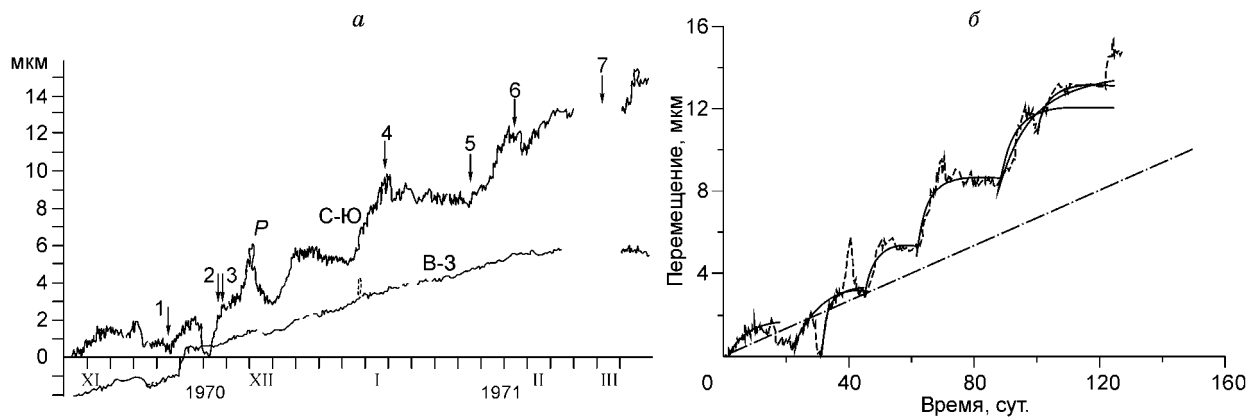 а
б
мкм
14
12
10
8
6
4
2
0
1
2
3
Р
4
5
6
7
С-Ю
В-З
XI
XII
I
II
III
1970
1971
Перемещение, мкм
16
12
8
4
0
40
80
120
160
Время, сут.